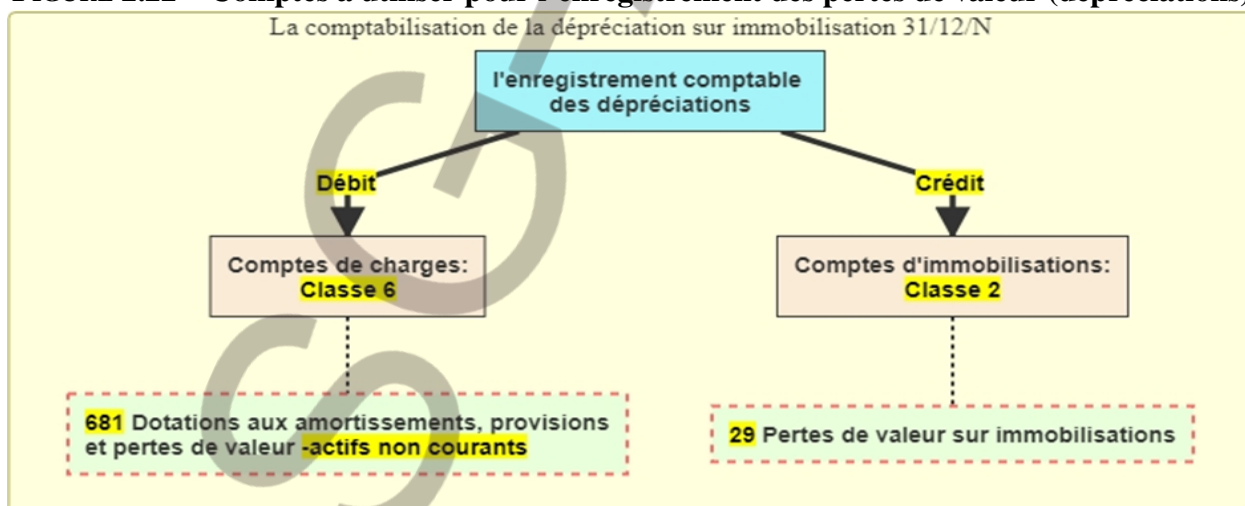 La comptabilisation de la dépréciation sur immobilisation 31/12/N
l'enregistrement comptable
des dépréciations
Débit
Crédit
Comptes de charges:
Classe 6
Comptes d'immobilisations:
Classe 2
681 Dotations aux amortissements, provisions
et pertes de valeur -actifs non courants
29 Pertes de valeur sur immobilisations